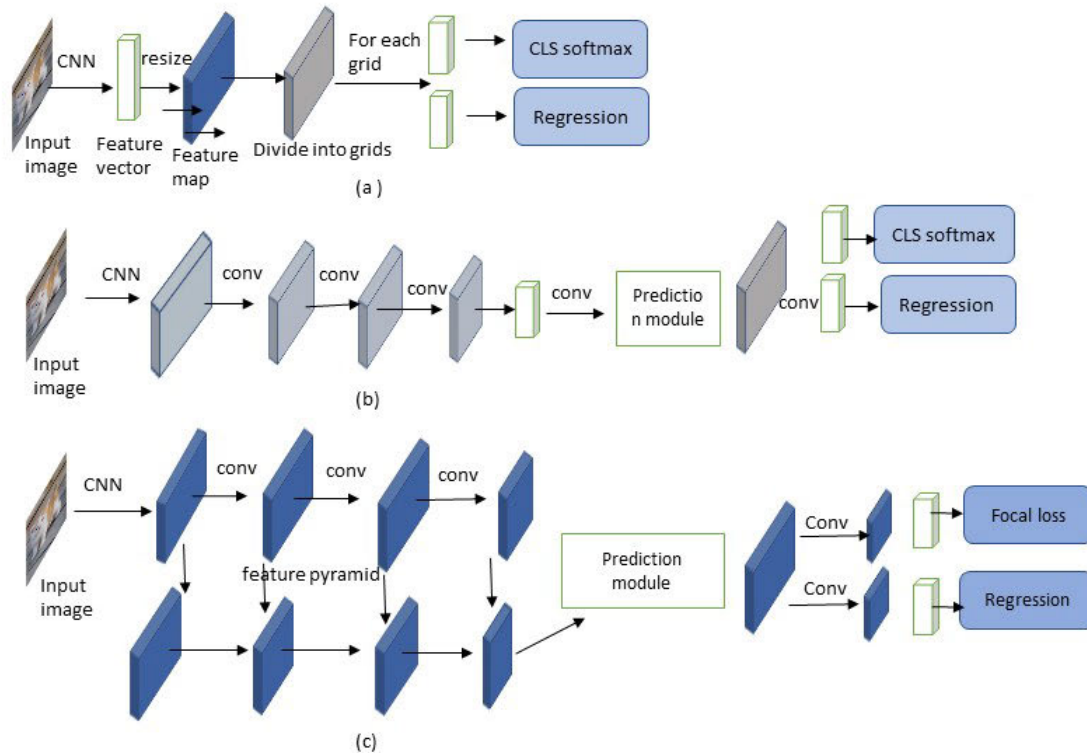 CNN
resize
For each
grid
CLS softmax
Regression
Input
image
Feature
vector
Feature
map
Divide into grids
(a )
CNN
conv
conv
conv
conv
Predictio
n module
conv
CLS softmax
Regression
Input
image
(b)
CNN
conv
conv
conv
Input
image
feature pyramid
Prediction
module
Conv
Conv
Focal loss
Regression
(c)